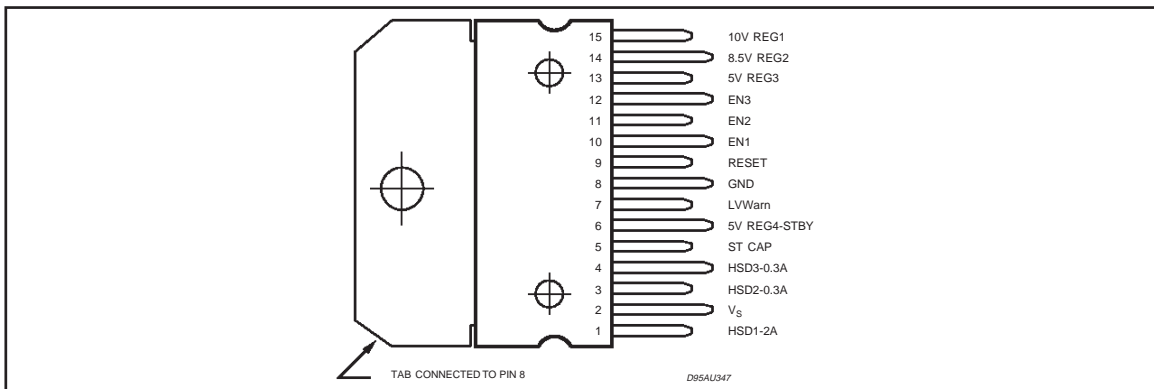 15 10V REG1
14 8.5V REG2
13 5V REG3
12 EN3
11 EN2
10 EN1
9 RESET
8 GND
7 LVWarn
6 5V REG4-STBY
5 ST CAP
4 HSD3-0.3A
3 HSD2-0.3A
2 VS
1 HSD1-2A
TAB CONNECTED TO PIN 8
D95AU347